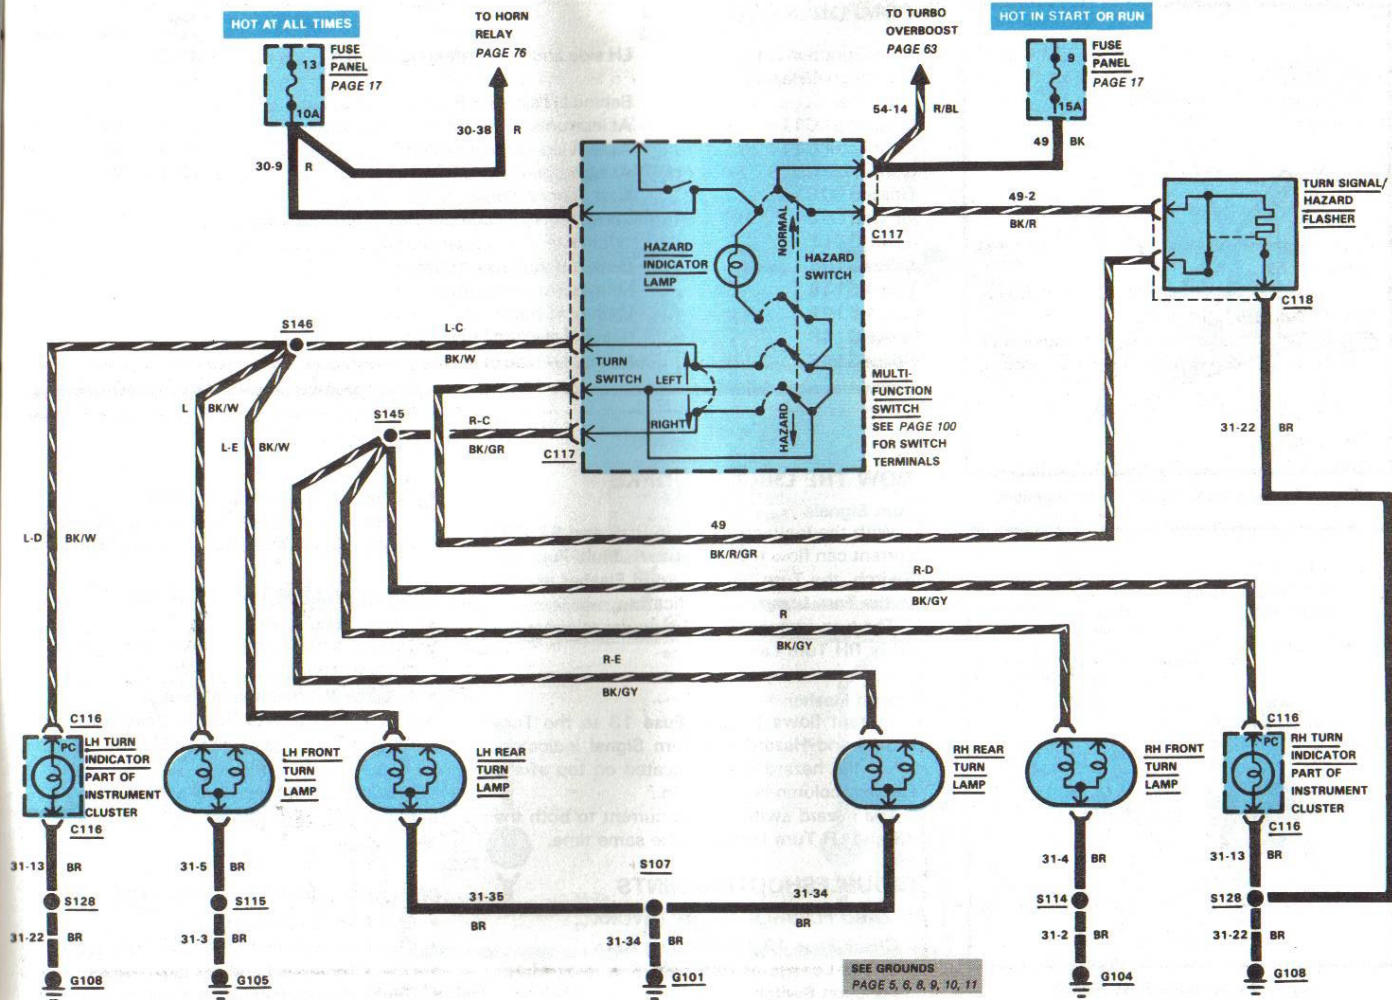 HOT AT ALL TIMES
13
10A
FUSE
PANEL
PAGE 17
TO HORN
RELAY
PAGE 76
30-38 R
30-9 R
TO TURBO
OVERBOOST
PAGE 63
54-14 R/BL
HOT IN START OR RUN
9
15A
FUSE
PANEL
PAGE 17
49 BK
49-2
BK/R
C117
TURN SIGNAL/
HAZARD
FLASHER
C118
31-22 BR
HAZARD
INDICATOR
LAMP
NORMAL
HAZARD
SWITCH
TURN
SWITCH
LEFT
RIGHT
HAZARD
MULTI-
FUNCTION
SWITCH
SEE PAGE 100
FOR SWITCH
TERMINALS
S146
L-C
BK/W
L BK/W
L-E BK/W
S145
R-C
BK/GR
C117
L-D BK/W
49
BK/R/GR
R-D
BK/GY
R
BK/GY
R-E
BK/GY
C116
PC
LH TURN
INDICATOR
PART OF
INSTRUMENT
CLUSTER
C116
LH FRONT
TURN
LAMP
LH REAR
TURN
LAMP
RH REAR
TURN
LAMP
RH FRONT
TURN
LAMP
C116
PC
RH TURN
INDICATOR
PART OF
INSTRUMENT
CLUSTER
C116
31-13 BR
S128
31-22 BR
G108
31-5 BR
S115
31-3 BR
G105
31-35
BR
S107
31-34
BR
31-34 BR
G101
SEE GROUNDS
PAGE 5, 6, 8, 9, 10, 11
31-4 BR
S114
31-2 BR
G104
31-13 BR
S128
31-22 BR
G108